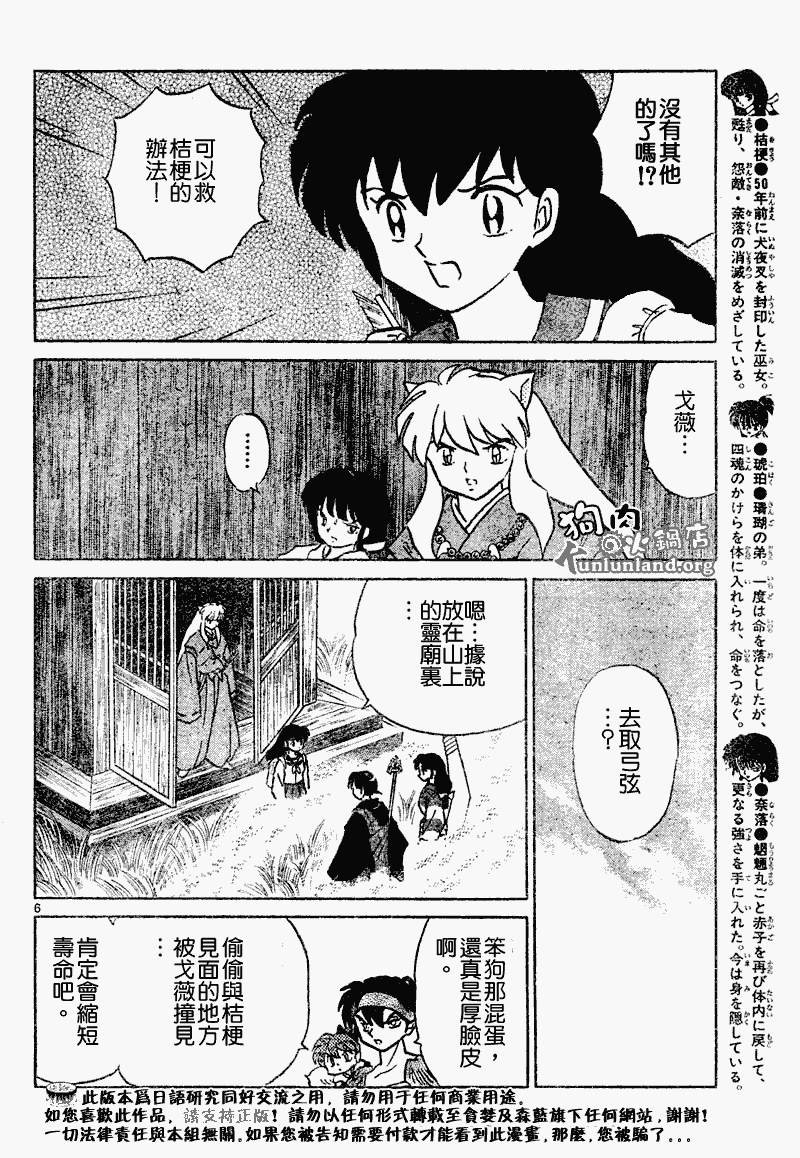 沒有其他
的了嗎!?
可以救
桔梗的
辦法！
戈薇…
……
去取弓弦
…?
嗯…據說
放在山上
的靈廟裏
…
笨狗那混蛋，
還真是厚臉皮
啊。
偷偷與桔梗
見面的地方
被戈薇撞見
…
肯定會縮短
壽命吧。
6
●桔梗●50年前に犬夜叉を封印した巫女。
甦り、怨敵・奈落の消滅をめざしている。
●琥珀●珊瑚の弟。一度は命を落としたが、
四魂のかけらを体に入れられ、命をつなぐ。
●奈落●魍魎丸ごと赤子を再び体内に戻して、
更なる強さを手に入れた。今は身を隠している。
狗肉火鍋店
Kunlunland.org
此版本爲日語研究同好交流之用，請勿用于任何商業用途。
如您喜歡此作品，請支持正版！請勿以任何形式轉載至貪婪及森藍旗下任何網站，謝謝！
一切法律責任與本組無關。如果您被告知需要付款才能看到此漫畫，那麼，您被騙了...